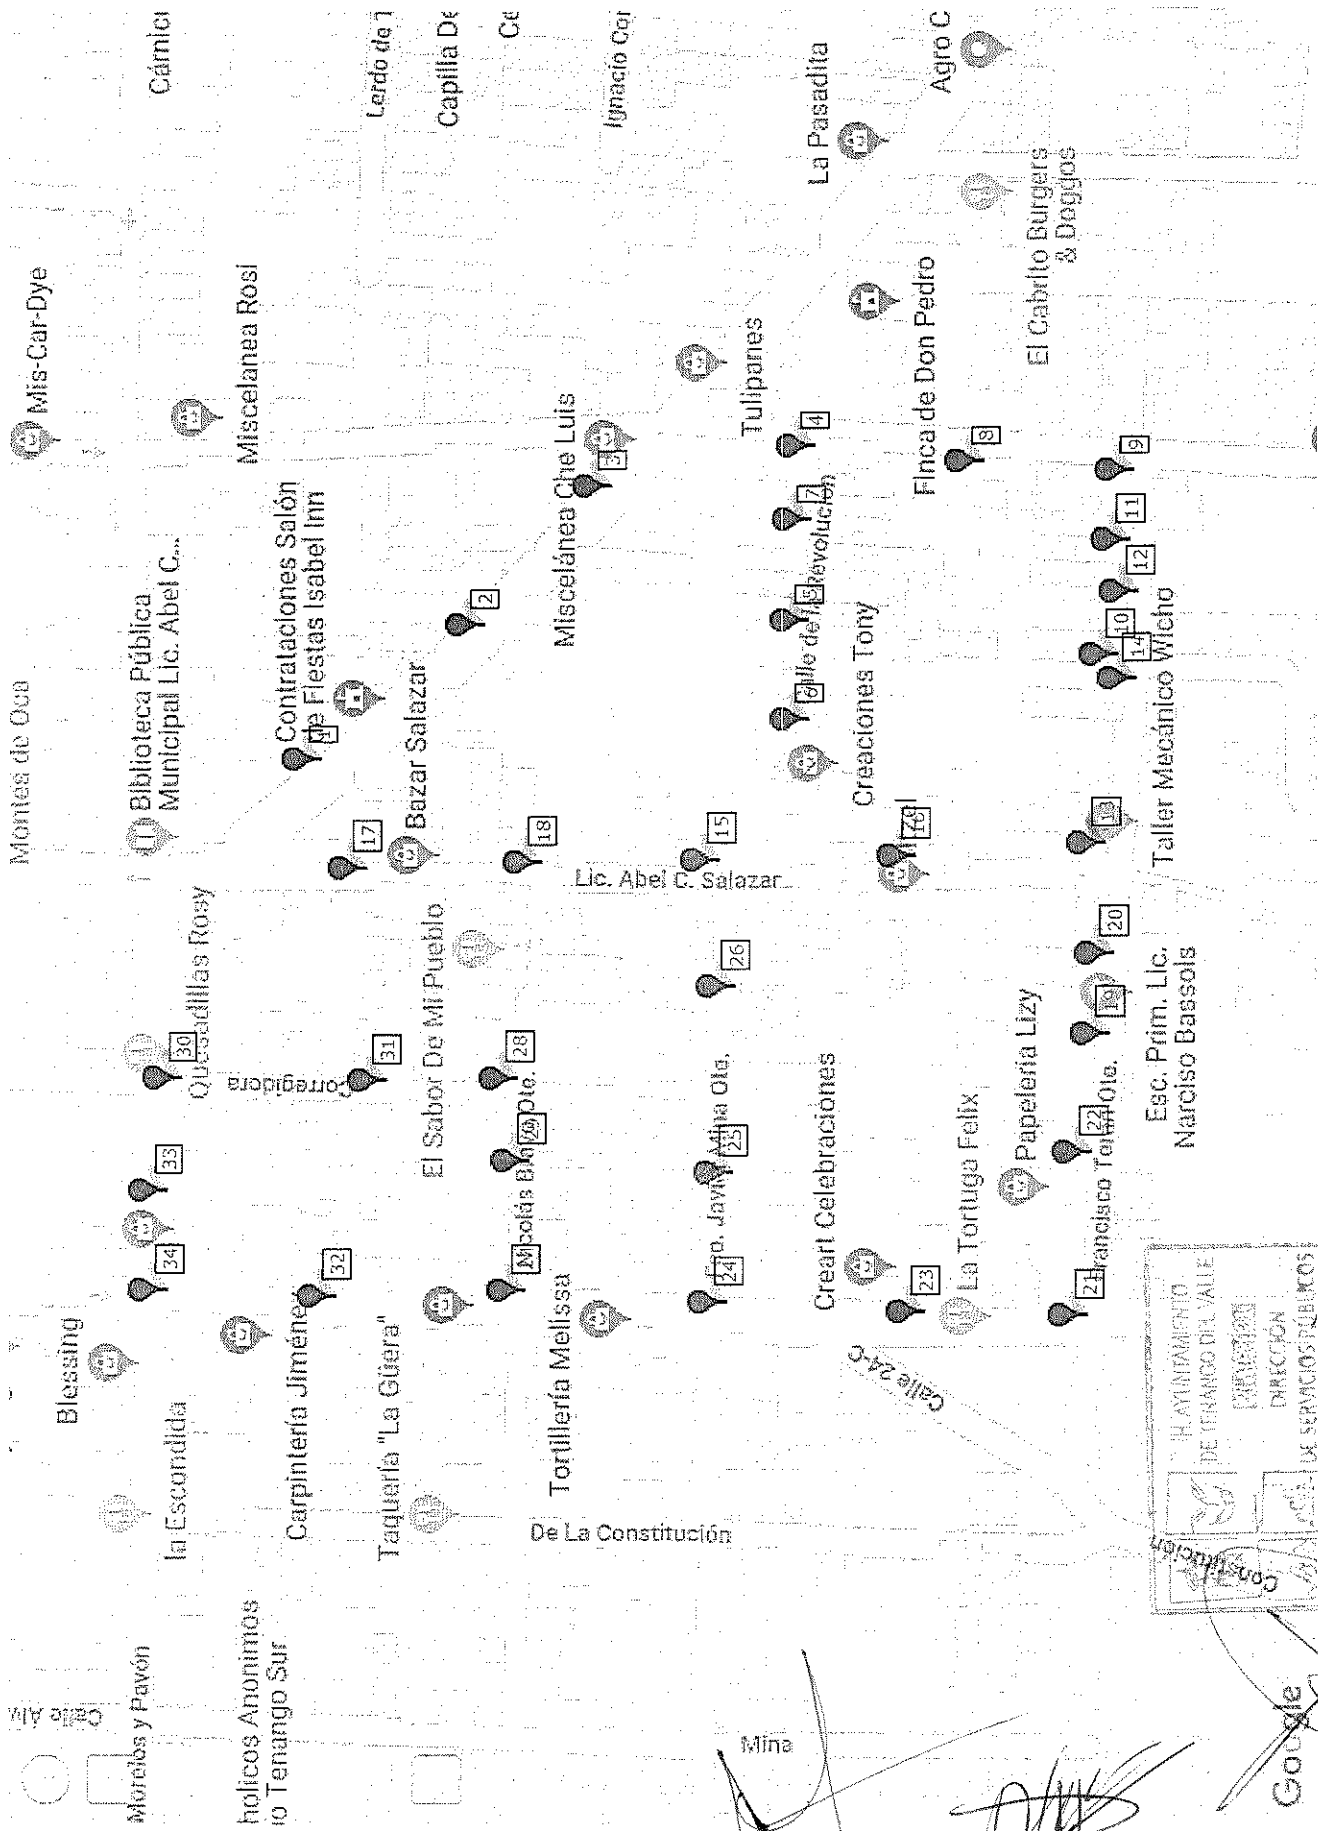 Montes de Oca
Mis-Car-Dye
Cárnic
Lerdo de T
Capilla De
Ce
Ignacio Cor
La Pasadita
Agro C
Biblioteca Pública
Municipal Lic. Abel C...
Miscelanea Rosi
Contrataciones Salón
de Fiestas Isabel Inn
1
2
Miscelánea Che Luis
3
Tulipanes
4
7
5
6
Calle de la Revolución
Finca de Don Pedro
8
El Cabrito Burgers
& Doggos
9
11
12
10
14
13
Taller Mecánico Wicho
Creaciones Tony
Bazar Salazar
17
18
15
16
Lic. Abel C. Salazar
Quesadillas Rosy
30
Corregidora
31
El Sabor De Mi Pueblo
28
29
26
25
24
20
19
22
21
23
Esc. Prim. Lic.
Narciso Bassols
Papelería Lizy
La Tortuga Felix
Creart Celebraciones
Calle 24-C
33
34
32
Blessing
la Escondida
Carpintería Jiménez
Taquería "La Güera"
Tortillería Melissa
De La Constitución
Constitución
Calle Álv
Morelos y Pavón
holicos Anonimos
io Tenango Sur
Mina
H. AYUNTAMIENTO
DE TENANGO DEL VALLE
DIRECCIÓN
DE SERVICIOS PÚBLICOS
Google